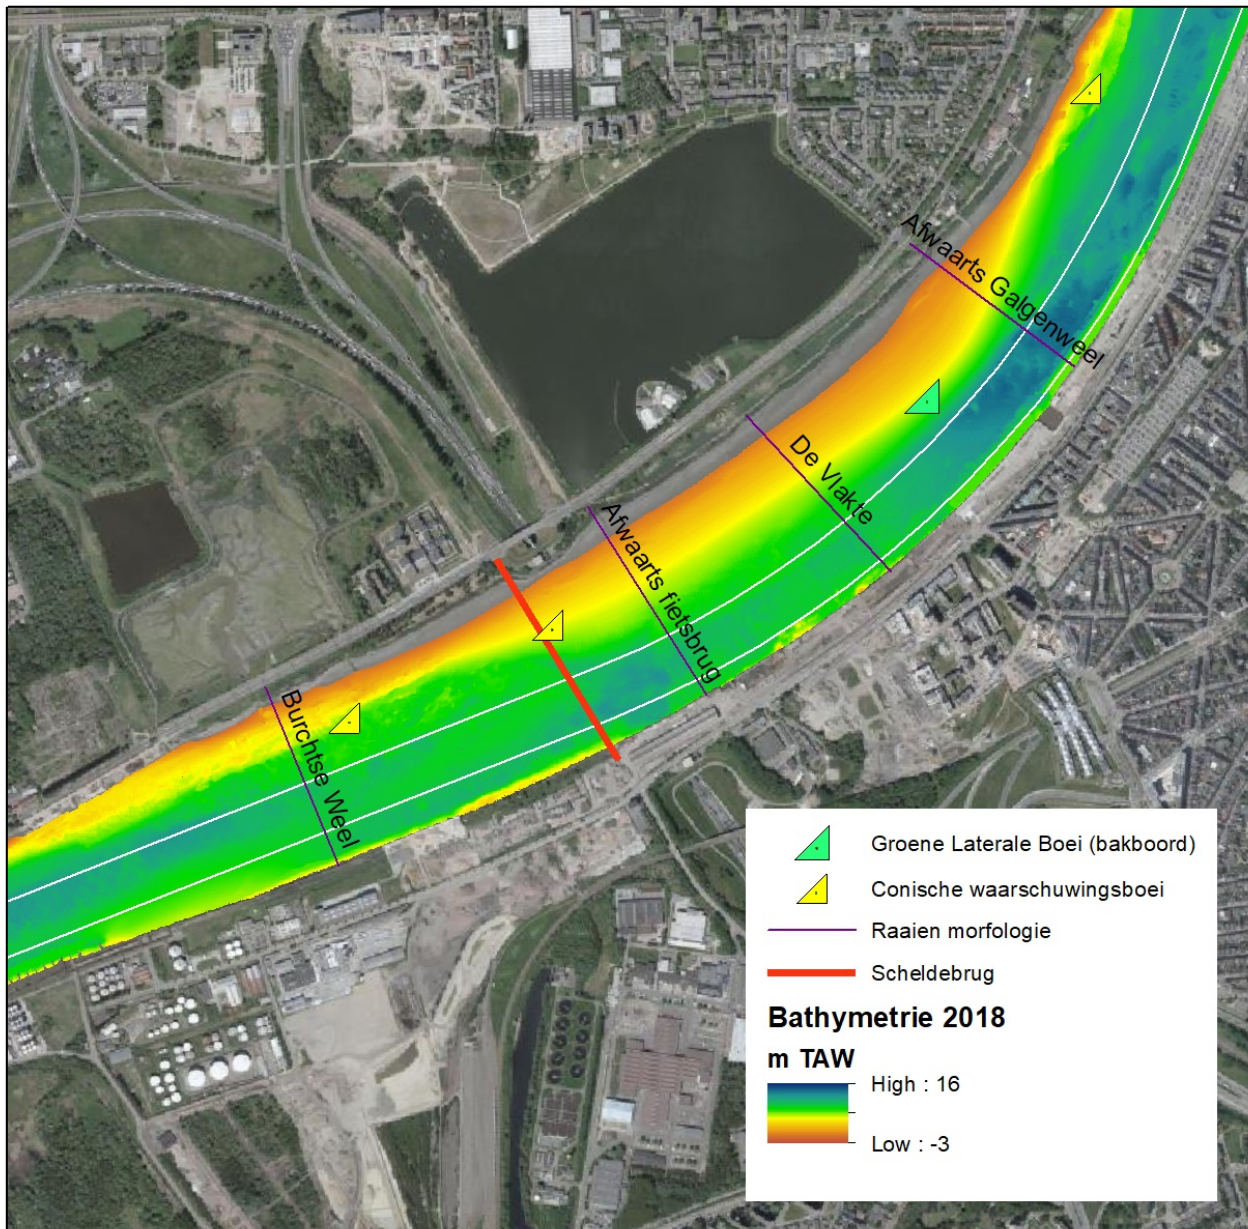 Afwaarts Galgenweel
De Vlakte
Afwaarts fietsbrug
Burchtse Weel
Groene Laterale Boei (bakboord)
Conische waarschuwingsboei
Raaien morfologie
Scheldebrug
Bathymetrie 2018
m TAW
High : 16
Low : -3